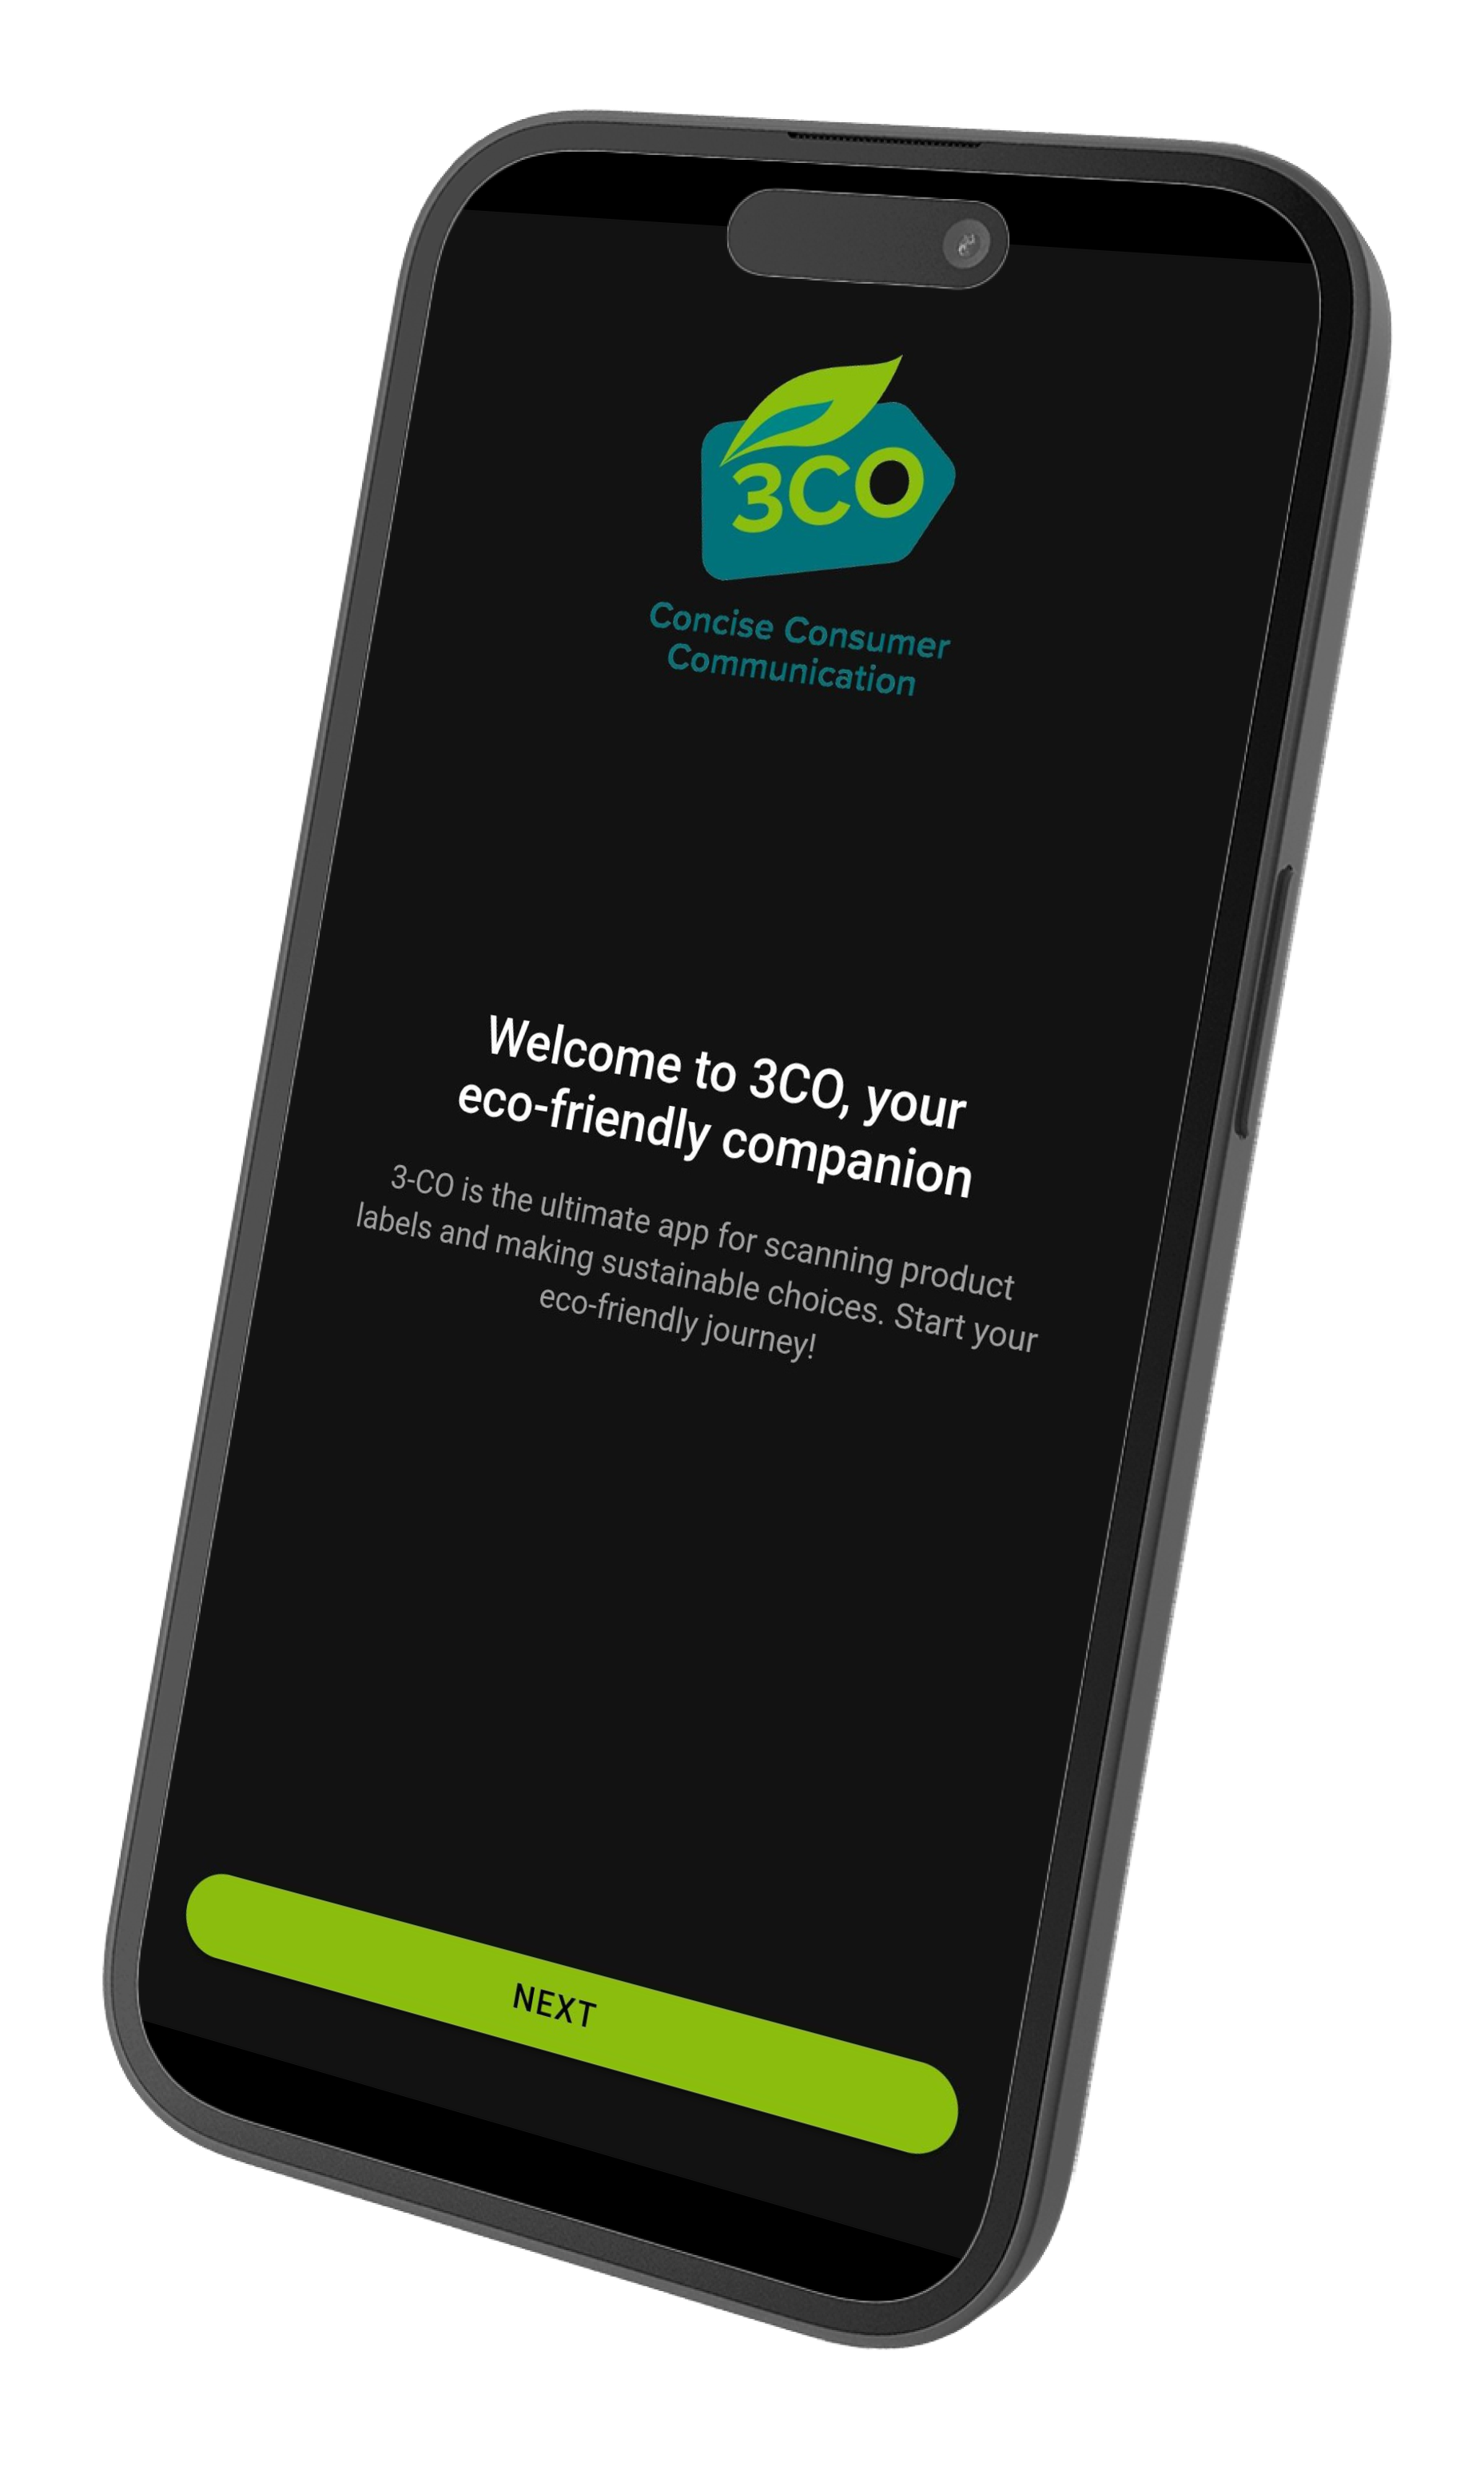 3CO
Concise Consumer
Communication
Welcome to 3CO, your
eco-friendly companion
3-CO is the ultimate app for scanning product
labels and making sustainable choices. Start your
eco-friendly journey!
NEXT